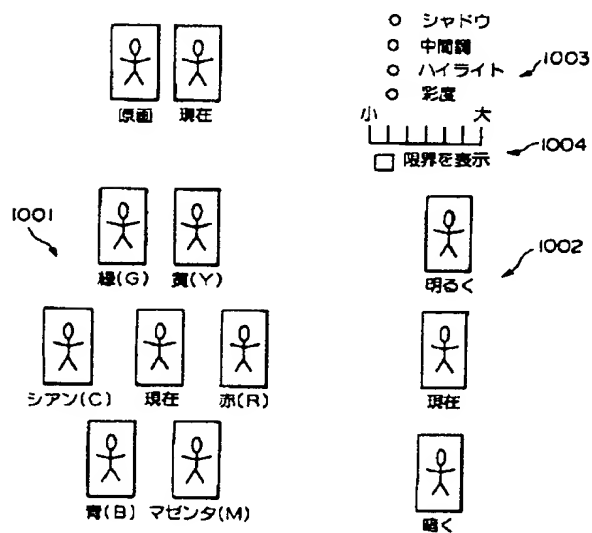 原画 現在
シャドウ
中間調
ハイライト
彩度
1003
小 大
限界を表示
1004
1001
緑(G) 黄(Y)
1002
明るく
シアン(C) 現在 赤(R)
現在
青(B) マゼンタ(M)
暗く